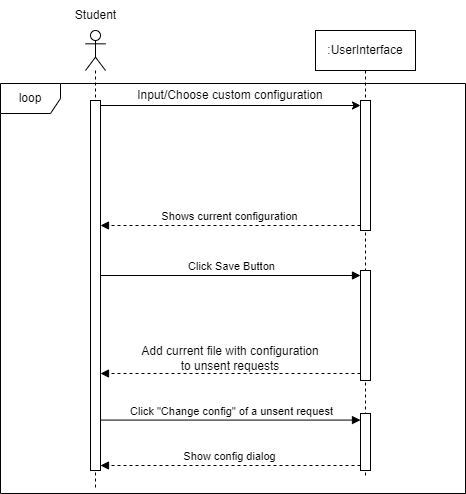 Student
:UserInterface
loop
Input/Choose custom configuration
Shows current configuration
Click Save Button
Add current file with configuration
to unsent requests
Click "Change config" of a unsent request
Show config dialog